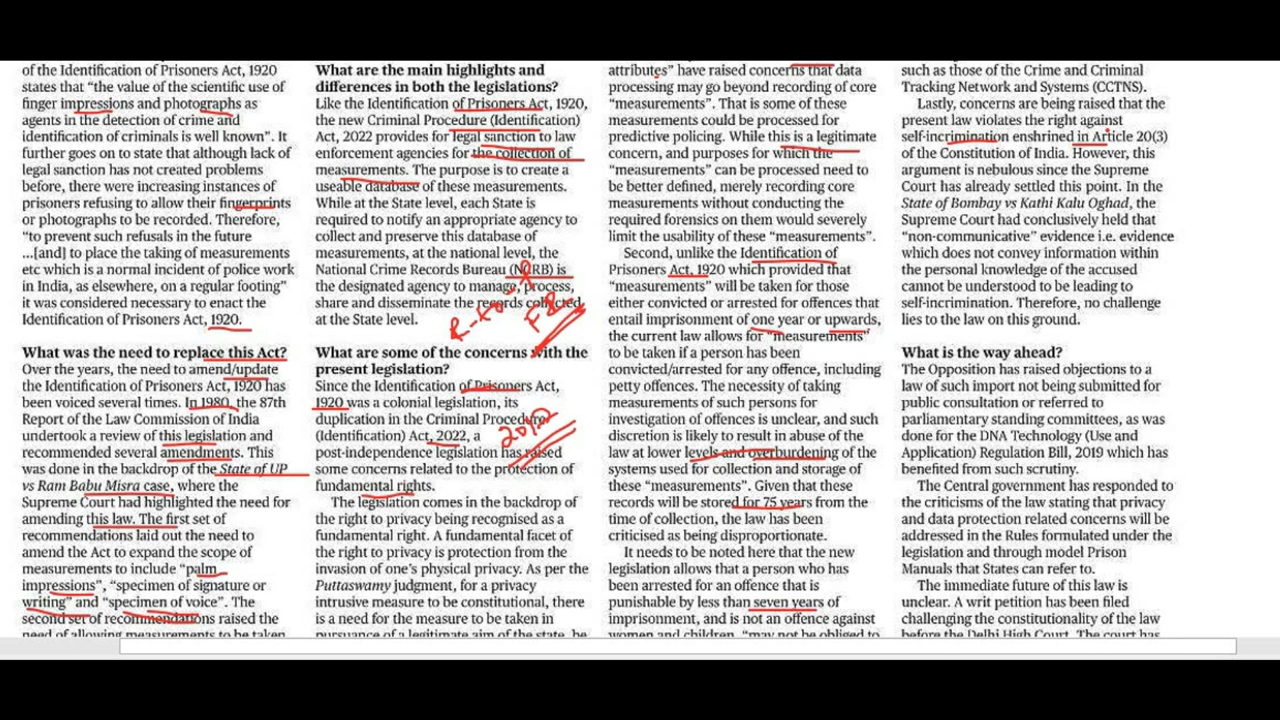 of the Identification of Prisoners Act, 1920
states that “the value of the scientific use of
finger impressions and photographs as
agents in the detection of crime and
identification of criminals is well known”. It
further goes on to state that although lack of
legal sanction has not created problems
before, there were increasing instances of
prisoners refusing to allow their fingerprints
or photographs to be recorded. Therefore,
“to prevent such refusals in the future
...[and] to place the taking of measurements
etc which is a normal incident of police work
in India, as elsewhere, on a regular footing”
it was considered necessary to enact the
Identification of Prisoners Act, 1920.
What was the need to replace this Act?
Over the years, the need to amend/update
the Identification of Prisoners Act, 1920 has
been voiced several times. In 1980, the 87th
Report of the Law Commission of India
undertook a review of this legislation and
recommended several amendments. This
was done in the backdrop of the State of UP
vs Ram Babu Misra case, where the
Supreme Court had highlighted the need for
amending this law. The first set of
recommendations laid out the need to
amend the Act to expand the scope of
measurements to include “palm
impressions”, “specimen of signature or
writing” and “specimen of voice”. The
second set of recommendations raised the
need of allowing measurements to be taken
What are the main highlights and
differences in both the legislations?
Like the Identification of Prisoners Act, 1920,
the new Criminal Procedure (Identification)
Act, 2022 provides for legal sanction to law
enforcement agencies for the collection of
measurements. The purpose is to create a
useable database of these measurements.
While at the State level, each State is
required to notify an appropriate agency to
collect and preserve this database of
measurements, at the national level, the
National Crime Records Bureau (NCRB) is
the designated agency to manage, process,
share and disseminate the records collected
at the State level.
R-to-P
FR
What are some of the concerns with the
present legislation?
Since the Identification of Prisoners Act,
1920 was a colonial legislation, its
duplication in the Criminal Procedure
(Identification) Act, 2022, a
post-independence legislation has raised
some concerns related to the protection of
fundamental rights.
The legislation comes in the backdrop of
the right to privacy being recognised as a
fundamental right. A fundamental facet of
the right to privacy is protection from the
invasion of one’s physical privacy. As per the
Puttaswamy judgment, for a privacy
intrusive measure to be constitutional, there
is a need for the measure to be taken in
pursuance of a legitimate aim of the state, be
attributes” have raised concerns that data
processing may go beyond recording of core
“measurements”. That is some of these
measurements could be processed for
predictive policing. While this is a legitimate
concern, and purposes for which the
“measurements” can be processed need to
be better defined, merely recording core
measurements without conducting the
required forensics on them would severely
limit the usability of these “measurements”.
Second, unlike the Identification of
Prisoners Act, 1920 which provided that
“measurements” will be taken for those
either convicted or arrested for offences that
entail imprisonment of one year or upwards,
the current law allows for “measurements”
to be taken if a person has been
convicted/arrested for any offence, including
petty offences. The necessity of taking
measurements of such persons for
investigation of offences is unclear, and such
discretion is likely to result in abuse of the
law at lower levels and overburdening of the
systems used for collection and storage of
these “measurements”. Given that these
records will be stored for 75 years from the
time of collection, the law has been
criticised as being disproportionate.
It needs to be noted here that the new
legislation allows that a person who has
been arrested for an offence that is
punishable by less than seven years of
imprisonment, and is not an offence against
women and children, “may not be obliged to
such as those of the Crime and Criminal
Tracking Network and Systems (CCTNS).
Lastly, concerns are being raised that the
present law violates the right against
self-incrimination enshrined in Article 20(3)
of the Constitution of India. However, this
argument is nebulous since the Supreme
Court has already settled this point. In the
State of Bombay vs Kathi Kalu Oghad, the
Supreme Court had conclusively held that
“non-communicative” evidence i.e. evidence
which does not convey information within
the personal knowledge of the accused
cannot be understood to be leading to
self-incrimination. Therefore, no challenge
lies to the law on this ground.
What is the way ahead?
The Opposition has raised objections to a
law of such import not being submitted for
public consultation or referred to
parliamentary standing committees, as was
done for the DNA Technology (Use and
Application) Regulation Bill, 2019 which has
benefited from such scrutiny.
The Central government has responded to
the criticisms of the law stating that privacy
and data protection related concerns will be
addressed in the Rules formulated under the
legislation and through model Prison
Manuals that States can refer to.
The immediate future of this law is
unclear. A writ petition has been filed
challenging the constitutionality of the law
before the Delhi High Court. The court has